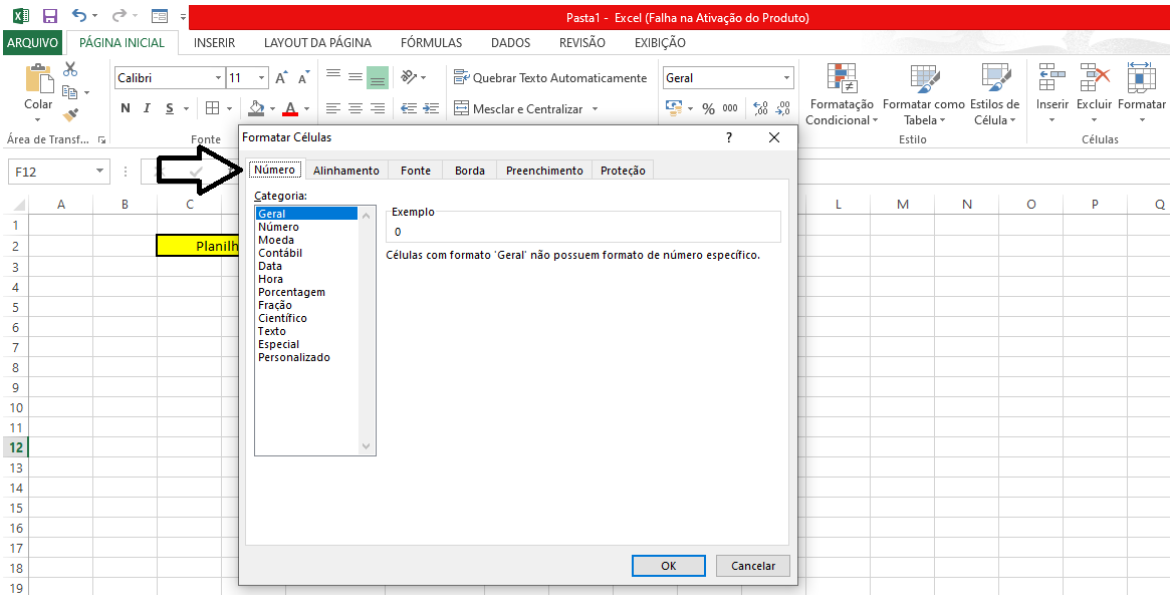 Pasta1 - Excel (Falha na Ativação do Produto)
ARQUIVO PÁGINA INICIAL INSERIR LAYOUT DA PÁGINA FÓRMULAS DADOS REVISÃO EXIBIÇÃO
Colar
Calibri 11
Quebrar Texto Automaticamente
Geral
N I S A
Mesclar e Centralizar
% 000
Formatação Condicional
Formatar como Tabela
Estilos de Célula
Inserir Excluir Formatar
Área de Transf... Fonte Estilo Células
F12
Formatar Células ? X
Número Alinhamento Fonte Borda Preenchimento Proteção
Categoria:
Geral
Número
Moeda
Contábil
Data
Hora
Porcentagem
Fração
Científico
Texto
Especial
Personalizado
Exemplo
0
Células com formato 'Geral' não possuem formato de número específico.
OK Cancelar
A B C L M N O P Q
1
2 Planilh
3
4
5
6
7
8
9
10
11
12
13
14
15
16
17
18
19